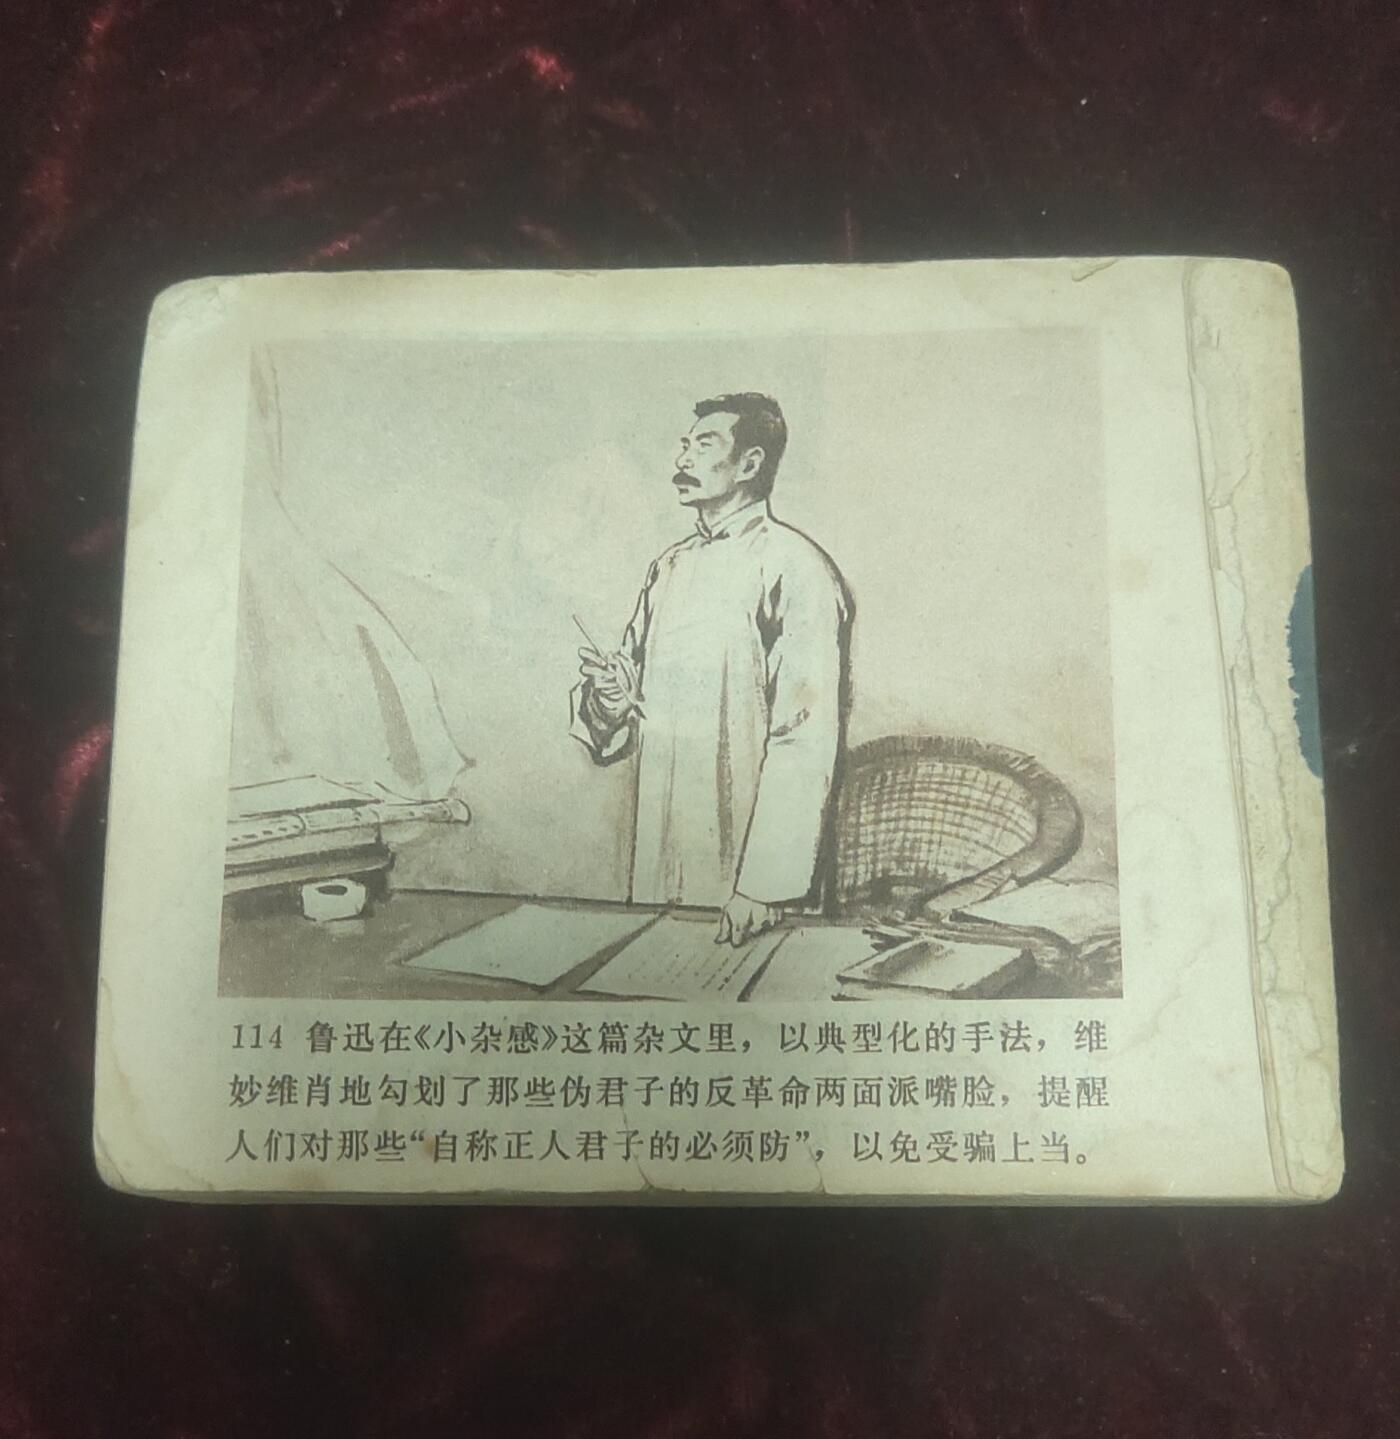 114 鲁迅在《小杂感》这篇杂文里，以典型化的手法，维
妙维肖地勾划了那些伪君子的反革命两面派嘴脸，提醒
人们对那些“自称正人君子的必须防”，以免受骗上当。